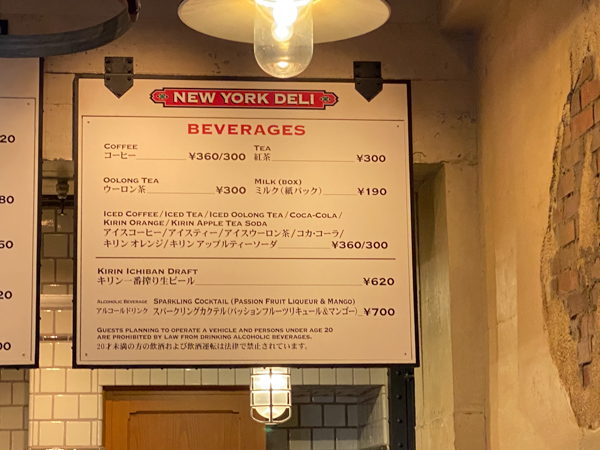 NEW YORK DELI
BEVERAGES
COFFEE
コーヒー ¥360/300
TEA
紅茶 ¥300
OOLONG TEA
ウーロン茶 ¥300
MILK (BOX)
ミルク(紙パック) ¥190
ICED COFFEE/ICED TEA/ICED OOLONG TEA/COCA-COLA/
KIRIN ORANGE/KIRIN APPLE TEA SODA
アイスコーヒー/アイスティー/アイスウーロン茶/コカ・コーラ/
キリン オレンジ/キリン アップルティーソーダ ¥360/300
KIRIN ICHIBAN DRAFT
キリン一番搾り生ビール ¥620
ALCOHOLIC BEVERAGE SPARKLING COCKTAIL (PASSION FRUIT LIQUEUR & MANGO)
アルコールドリンク スパークリングカクテル(パッションフルーツリキュール&マンゴー) ¥700
GUESTS PLANNING TO OPERATE A VEHICLE AND PERSONS UNDER AGE 20
ARE PROHIBITED BY LAW FROM DRINKING ALCOHOLIC BEVERAGES.
20才未満の方の飲酒および飲酒運転は法律で禁止されています。